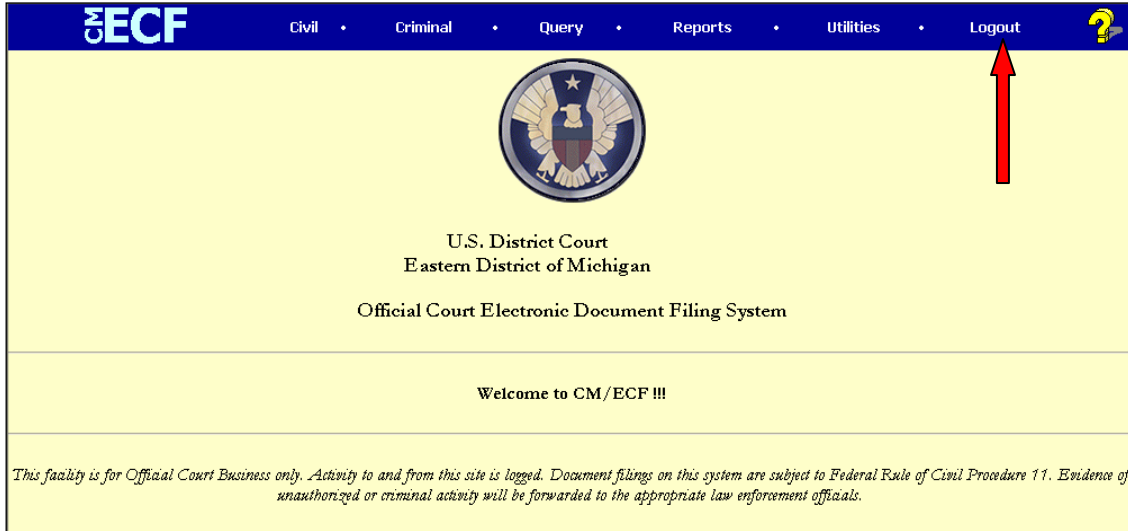 CM ECF Civil • Criminal • Query • Reports • Utilities • Logout ?
U.S. District Court
Eastern District of Michigan
Official Court Electronic Document Filing System
Welcome to CM/ECF !!!
This facility is for Official Court Business only. Activity to and from this site is logged. Document filings on this system are subject to Federal Rule of Civil Procedure 11. Evidence of
unauthorized or criminal activity will be forwarded to the appropriate law enforcement officials.